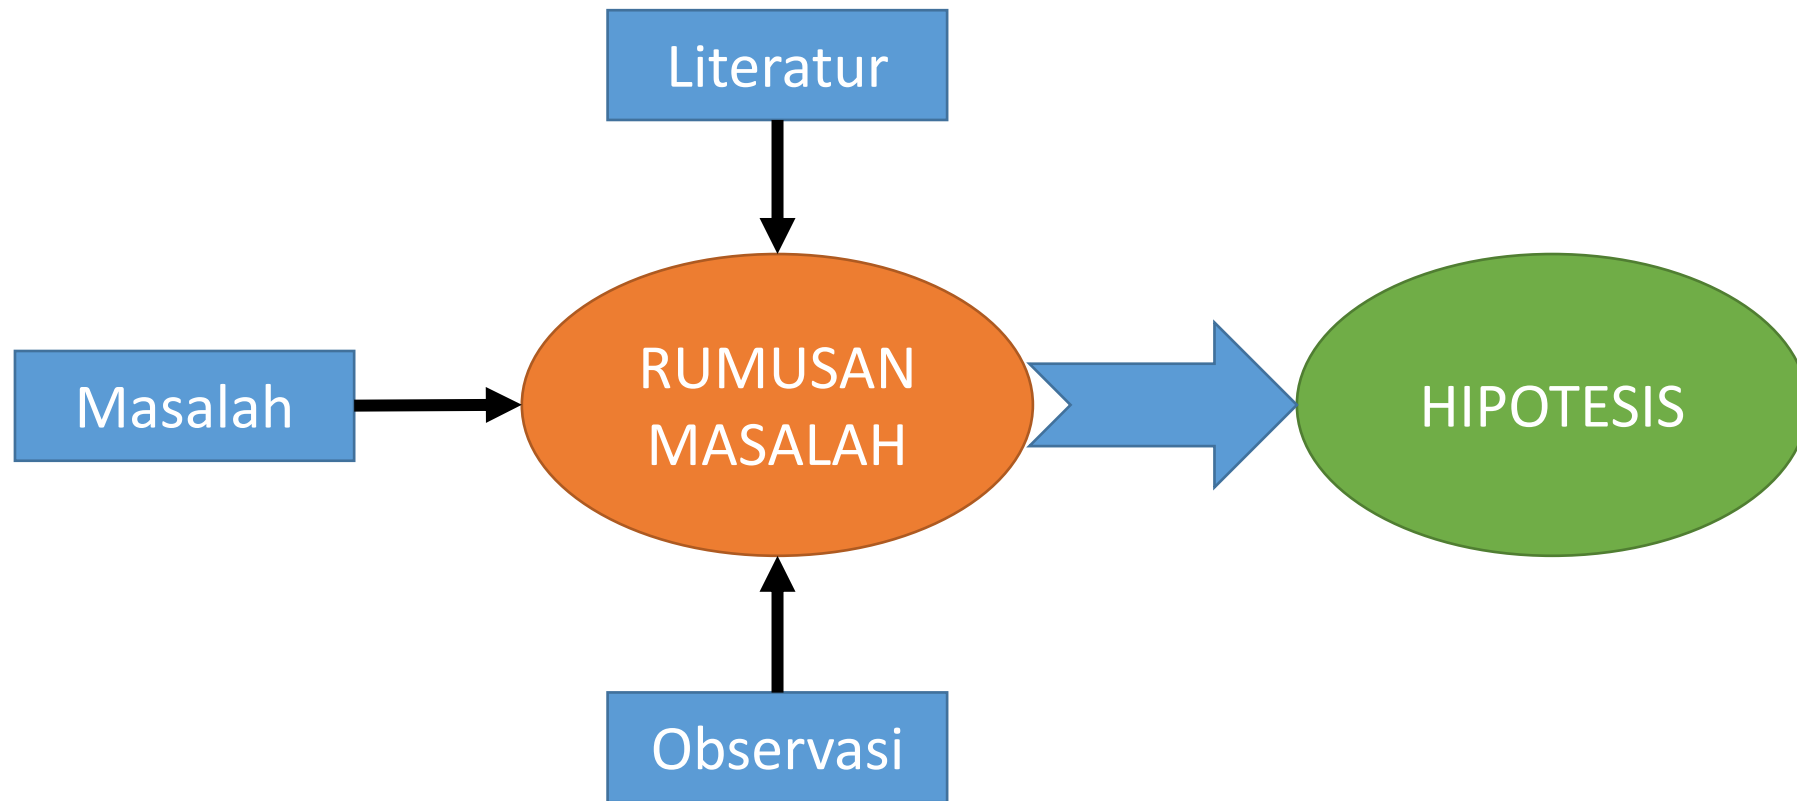 Literatur
Masalah
RUMUSAN
MASALAH
HIPOTESIS
Observasi